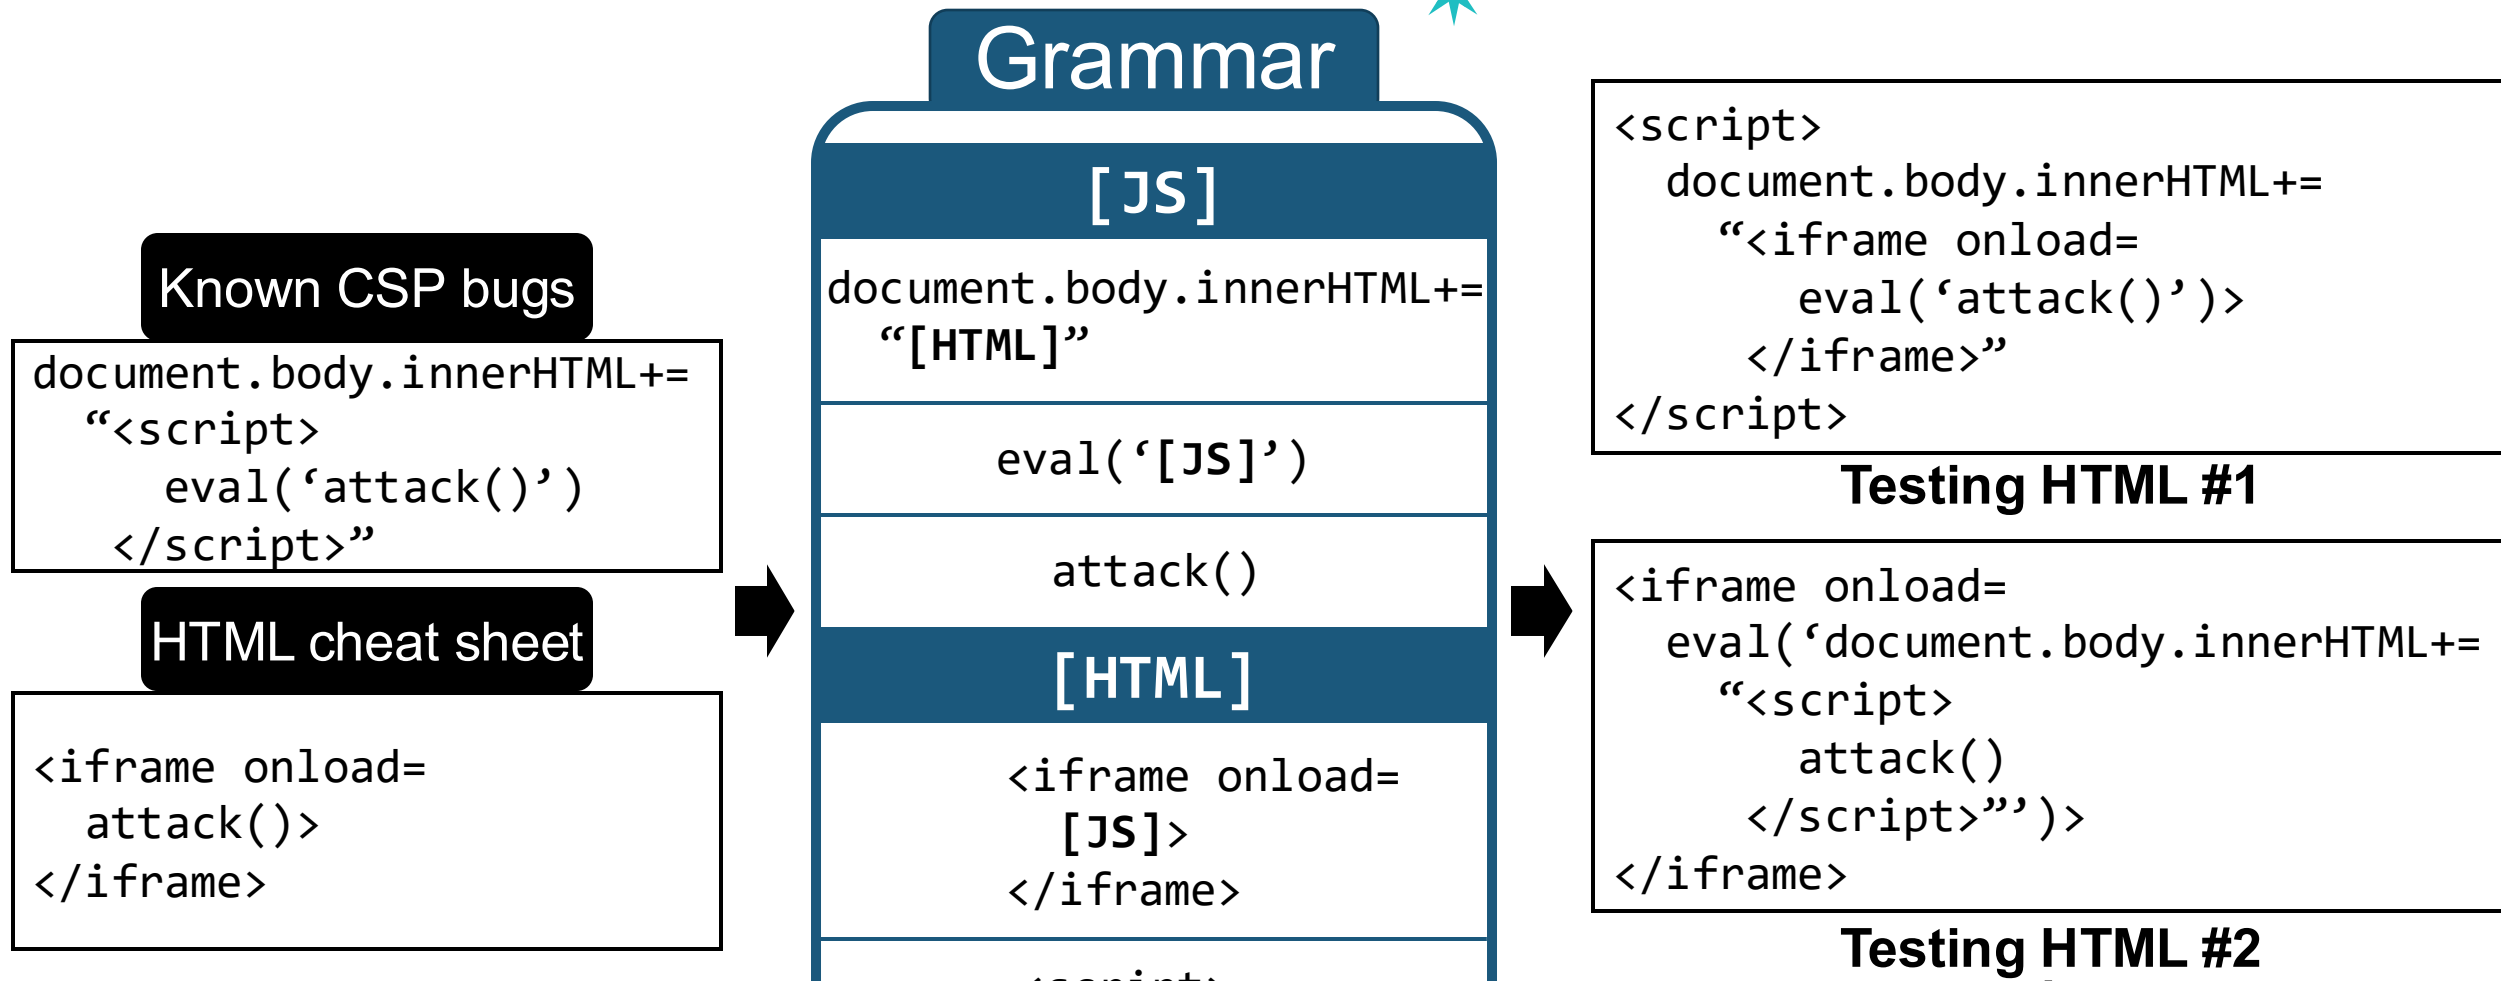 Known CSP bugs
document.body.innerHTML+=
“<script>
eval(‘attack()’)
</script>”
HTML cheat sheet
<iframe onload=
attack()>
</iframe>
Grammar
[JS]
document.body.innerHTML+=
“[HTML]”
eval(‘[JS]’)
attack()
[HTML]
<iframe onload=
[JS]>
</iframe>
<script>
<script>
document.body.innerHTML+=
“<iframe onload=
eval(‘attack()’)>
</iframe>”
</script>
Testing HTML #1
<iframe onload=
eval(‘document.body.innerHTML+=
“<script>
attack()
</script>”’)>
</iframe>
Testing HTML #2